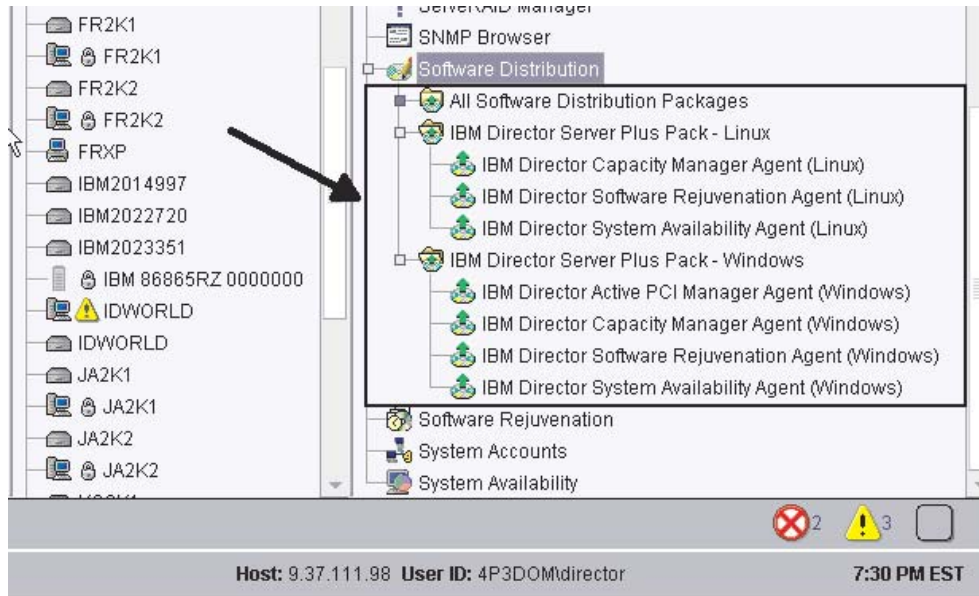 FR2K1
FR2K1
FR2K2
FR2K2
FRXP
IBM2014997
IBM2022720
IBM2023351
IBM 86865RZ 0000000
IDWORLD
IDWORLD
JA2K1
JA2K1
JA2K2
JA2K2
ServeRAID Manager
SNMP Browser
Software Distribution
All Software Distribution Packages
IBM Director Server Plus Pack - Linux
IBM Director Capacity Manager Agent (Linux)
IBM Director Software Rejuvenation Agent (Linux)
IBM Director System Availability Agent (Linux)
IBM Director Server Plus Pack - Windows
IBM Director Active PCI Manager Agent (Windows)
IBM Director Capacity Manager Agent (Windows)
IBM Director Software Rejuvenation Agent (Windows)
IBM Director System Availability Agent (Windows)
Software Rejuvenation
System Accounts
System Availability
2 3
Host: 9.37.111.98 User ID: 4P3DOM\director 7:30 PM EST